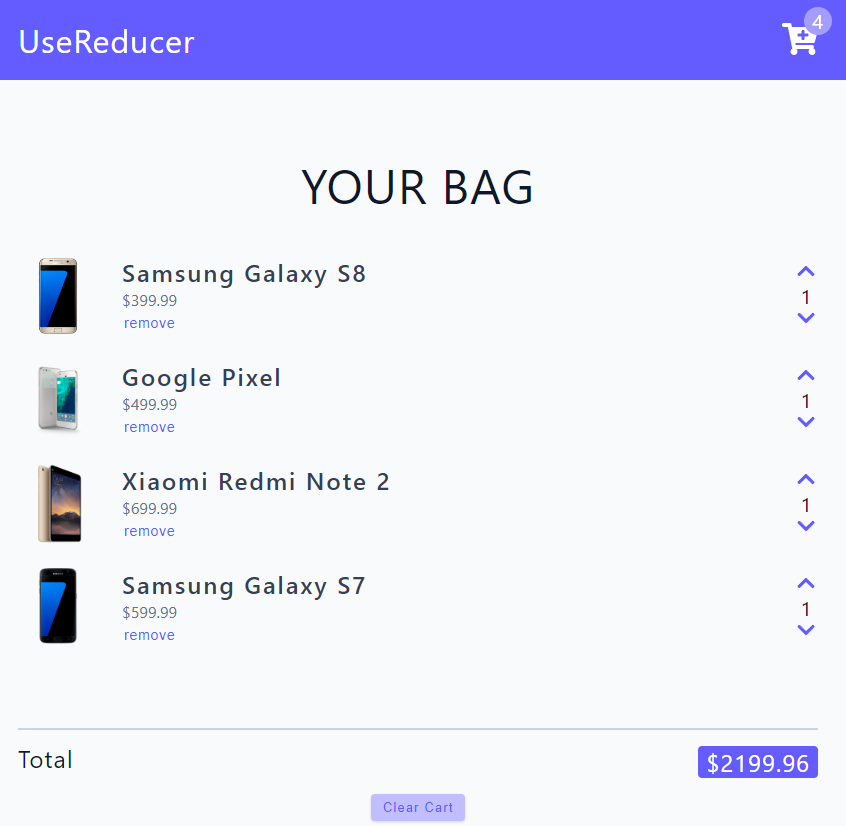 UseReducer
4
YOUR BAG
Samsung Galaxy S8
$399.99
remove
1
Google Pixel
$499.99
remove
1
Xiaomi Redmi Note 2
$699.99
remove
1
Samsung Galaxy S7
$599.99
remove
1
Total
$2199.96
Clear Cart